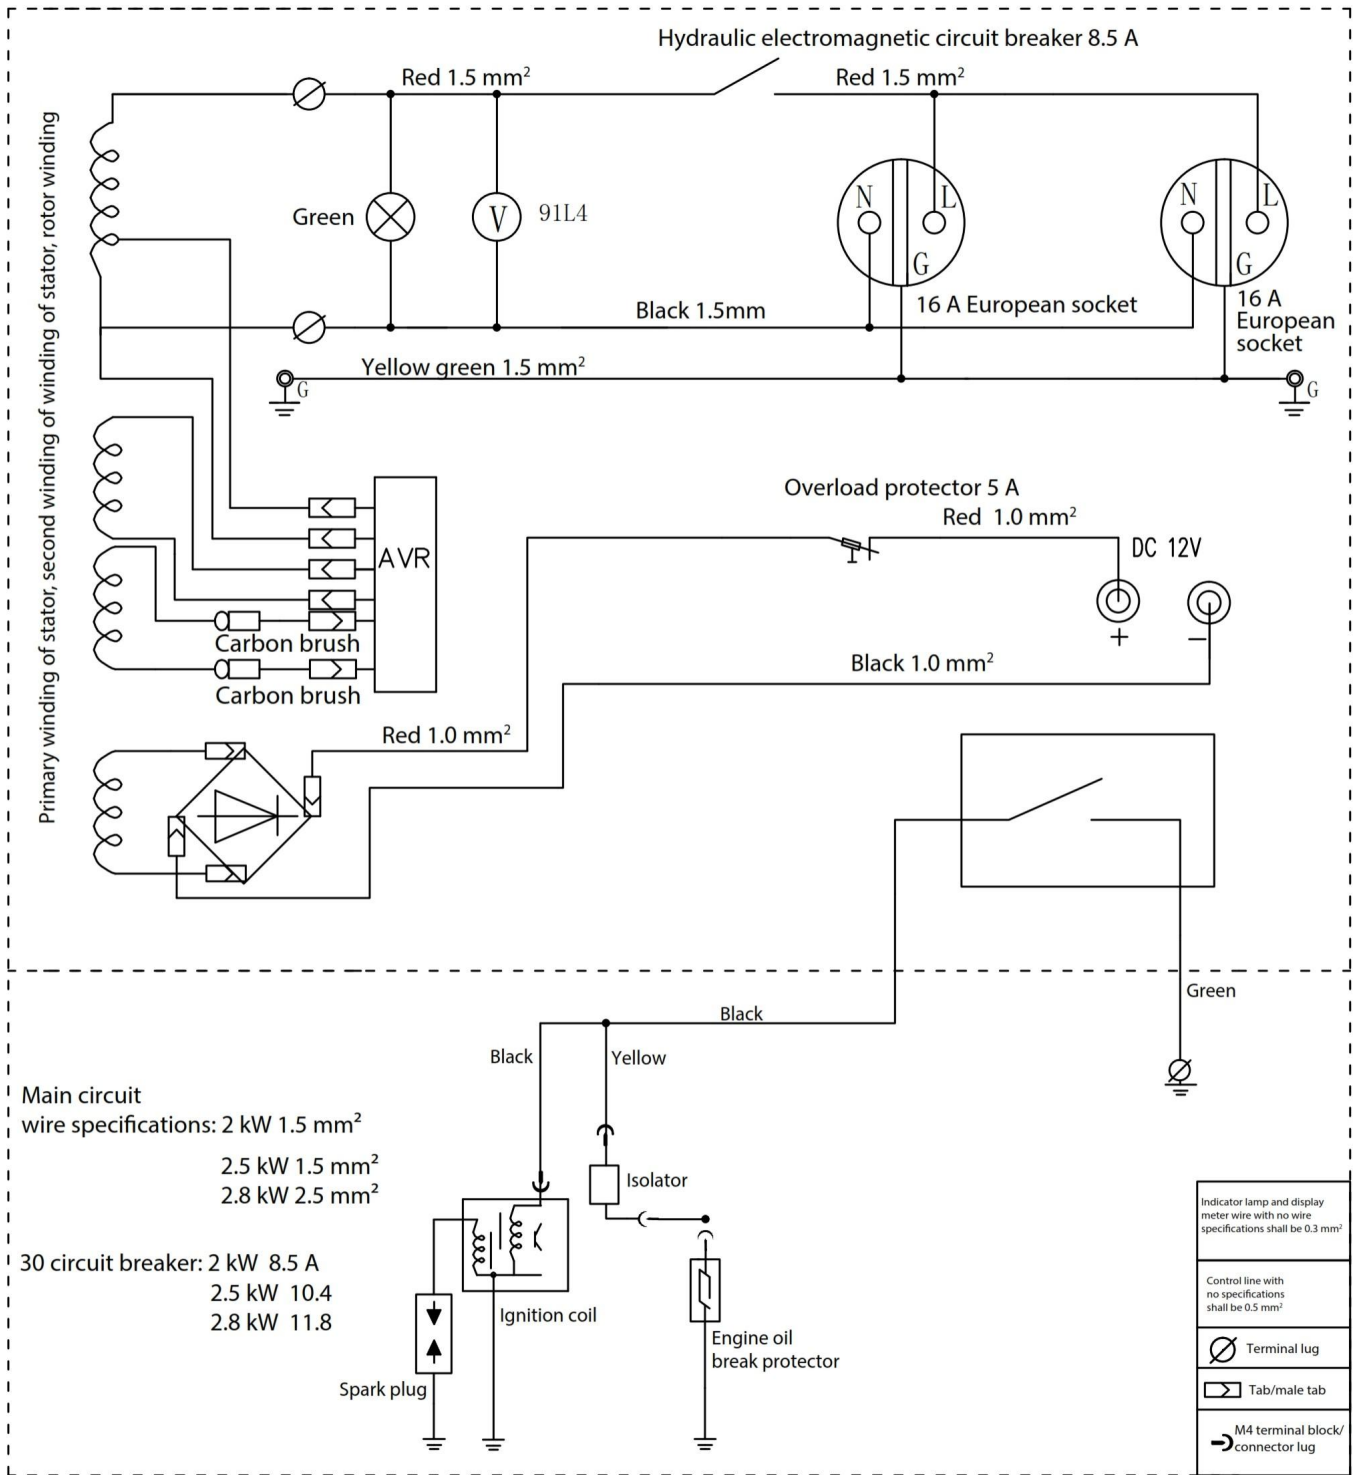 Hydraulic electromagnetic circuit breaker 8.5 A
Red 1.5 mm²
Red 1.5 mm²
Primary winding of stator, second winding of winding of stator, rotor winding
Green
V
91L4
N
L
G
N
L
G
16 A European socket
16 A
European
socket
Black 1.5mm
Yellow green 1.5 mm²
G
G
Overload protector 5 A
Red 1.0 mm²
DC 12V
+
−
AVR
Carbon brush
Carbon brush
Black 1.0 mm²
Red 1.0 mm²
Green
Black
Black
Yellow
Main circuit
wire specifications: 2 kW 1.5 mm²
2.5 kW 1.5 mm²
2.8 kW 2.5 mm²
30 circuit breaker: 2 kW 8.5 A
2.5 kW 10.4
2.8 kW 11.8
Isolator
Ignition coil
Engine oil
break protector
Spark plug
Indicator lamp and display
meter wire with no wire
specifications shall be 0.3 mm²
Control line with
no specifications
shall be 0.5 mm²
Terminal lug
Tab/male tab
M4 terminal block/
connector lug